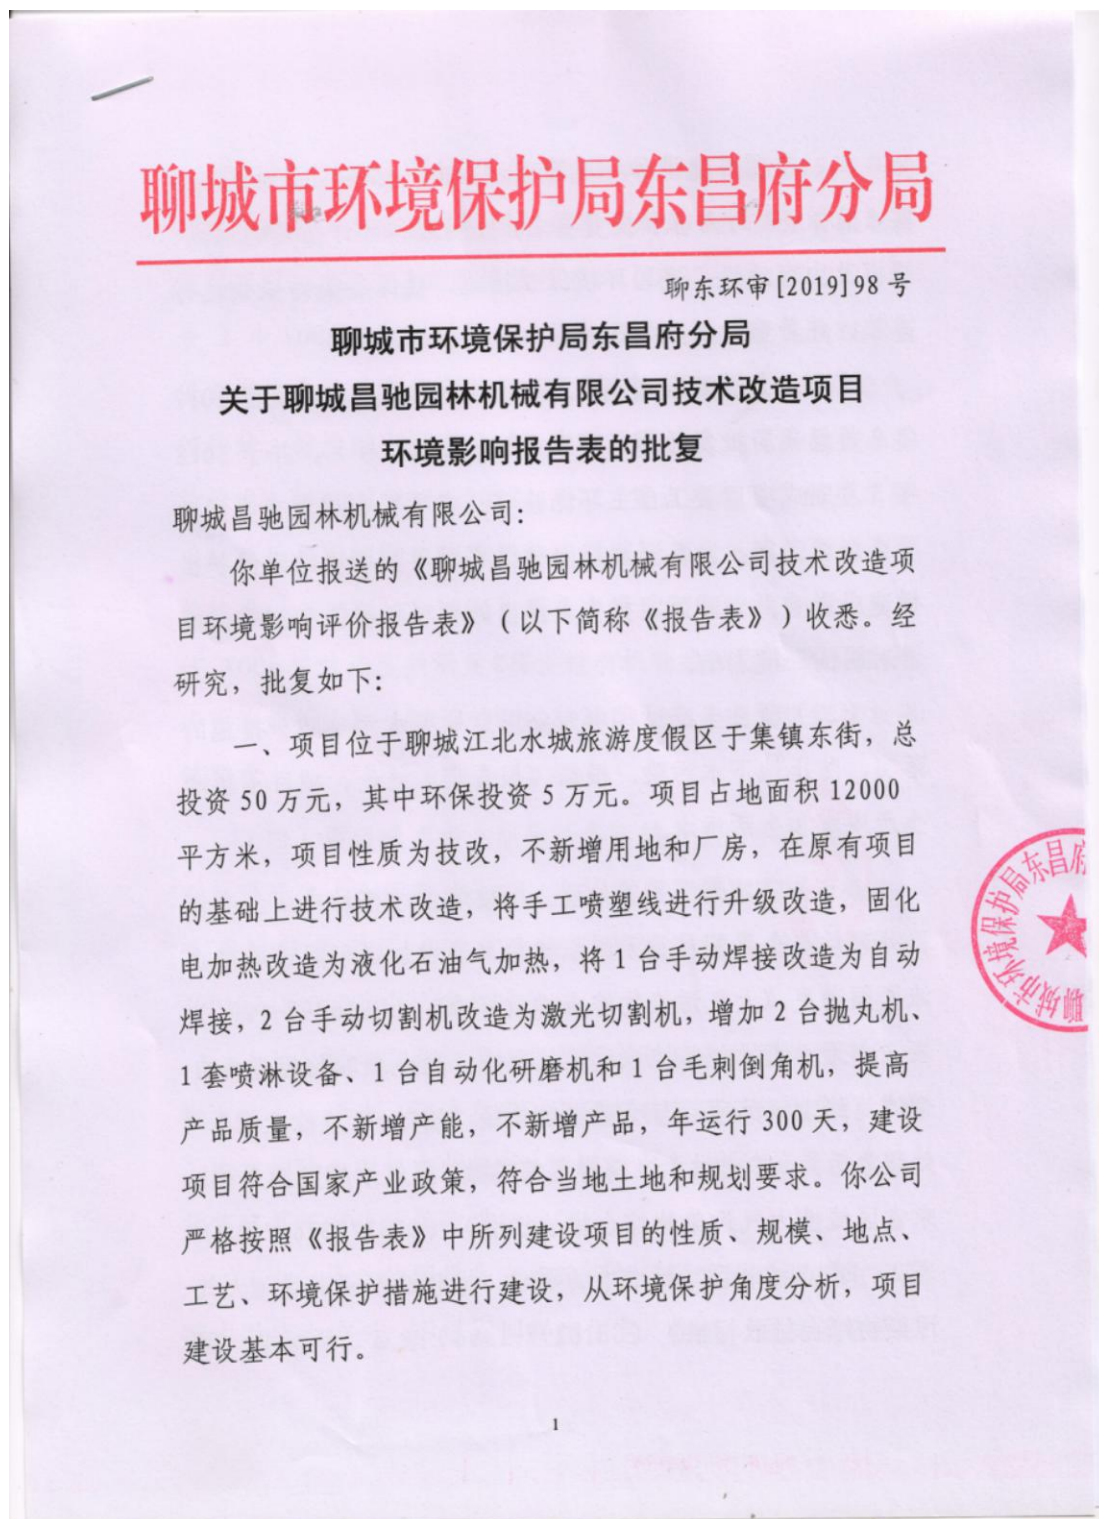 聊城市环境保护局东昌府分局
聊东环审[2019]98 号
聊城市环境保护局东昌府分局
关于聊城昌驰园林机械有限公司技术改造项目
环境影响报告表的批复
聊城昌驰园林机械有限公司：
你单位报送的《聊城昌驰园林机械有限公司技术改造项
目环境影响评价报告表》（以下简称《报告表》）收悉。经
研究，批复如下：
一、项目位于聊城江北水城旅游度假区于集镇东街，总
投资 50 万元，其中环保投资 5 万元。项目占地面积 12000
平方米，项目性质为技改，不新增用地和厂房，在原有项目
的基础上进行技术改造，将手工喷塑线进行升级改造，固化
电加热改造为液化石油气加热，将 1 台手动焊接改造为自动
焊接，2 台手动切割机改造为激光切割机，增加 2 台抛丸机、
1 套喷淋设备、1 台自动化研磨机和 1 台毛刺倒角机，提高
产品质量，不新增产能，不新增产品，年运行 300 天，建设
项目符合国家产业政策，符合当地土地和规划要求。你公司
严格按照《报告表》中所列建设项目的性质、规模、地点、
工艺、环境保护措施进行建设，从环境保护角度分析，项目
建设基本可行。
聊城市环境保护局东昌府
1